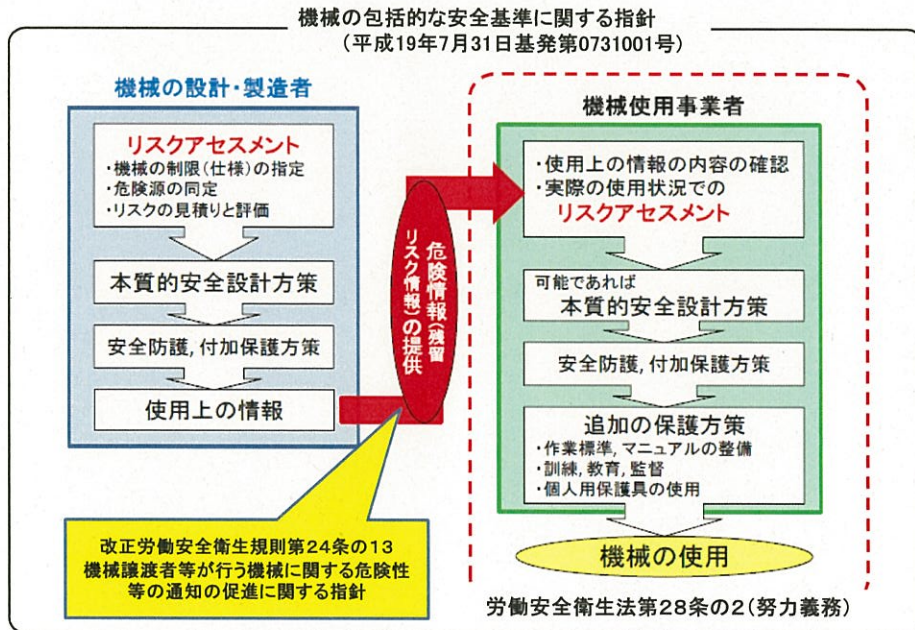 機械の包括的な安全基準に関する指針
(平成19年7月31日基発第0731001号)
機械の設計・製造者
リスクアセスメント
・機械の制限(仕様)の指定
・危険源の同定
・リスクの見積りと評価
本質的安全設計方策
安全防護,付加保護方策
使用上の情報
危険情報(残留
リスク情報)の提供
改正労働安全衛生規則第24条の13
機械譲渡者等が行う機械に関する危険性
等の通知の促進に関する指針
機械使用事業者
・使用上の情報の内容の確認
・実際の使用状況での
リスクアセスメント
可能であれば
本質的安全設計方策
安全防護,付加保護方策
追加の保護方策
・作業標準,マニュアルの整備
・訓練,教育,監督
・個人用保護具の使用
機械の使用
労働安全衛生法第28条の2(努力義務)